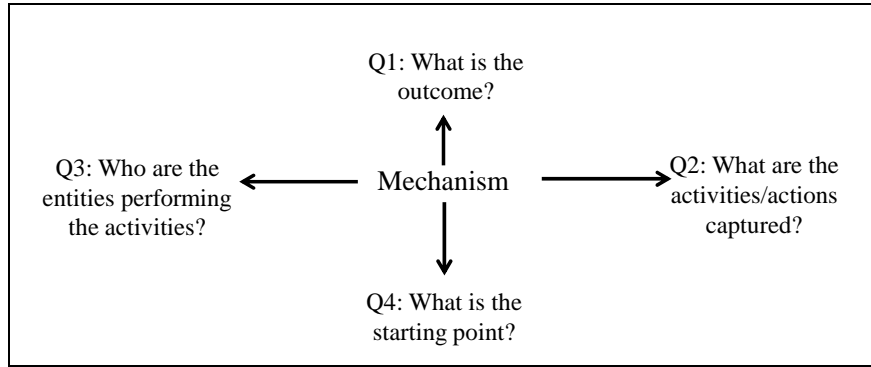 Q1: What is the
outcome?
Q3: Who are the
entities performing
the activities?
Mechanism
Q2: What are the
activities/actions
captured?
Q4: What is the
starting point?